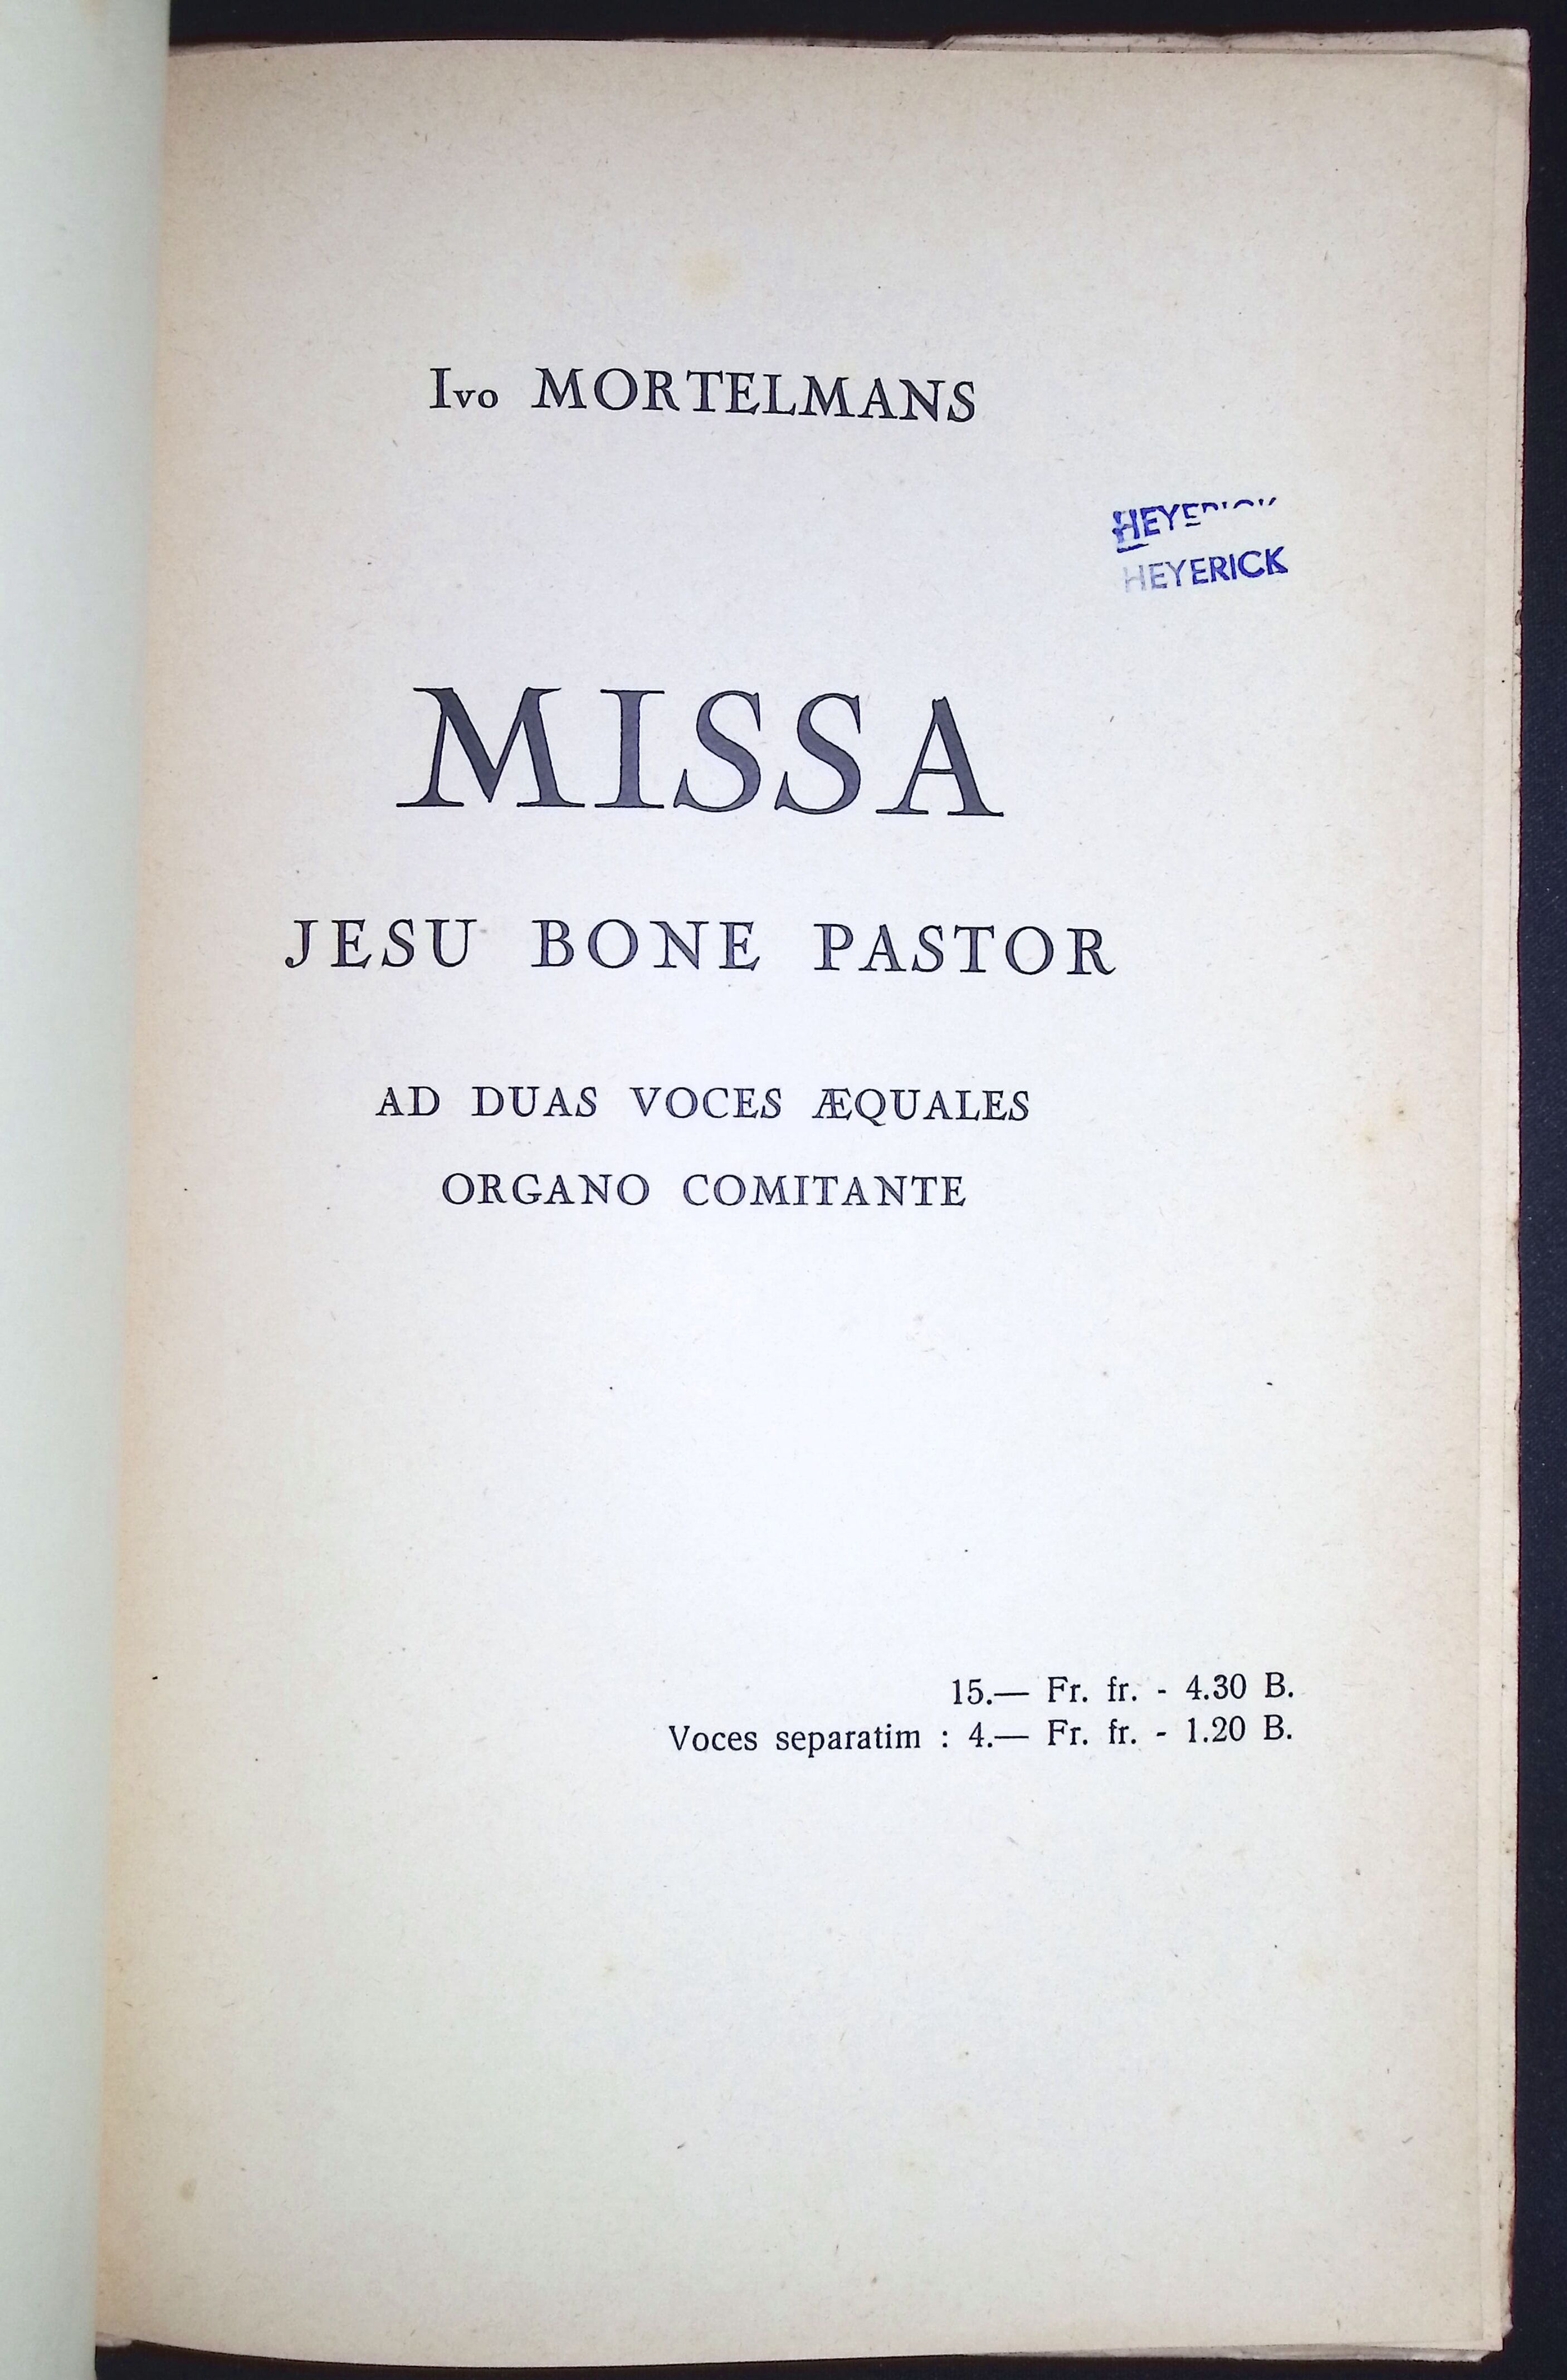 Ivo MORTELMANS
HEYERICK
MISSA
JESU BONE PASTOR
AD DUAS VOCES ÆQUALES
ORGANO COMITANTE
15.— Fr. fr. - 4.30 B.
Voces separatim : 4.— Fr. fr. - 1.20 B.